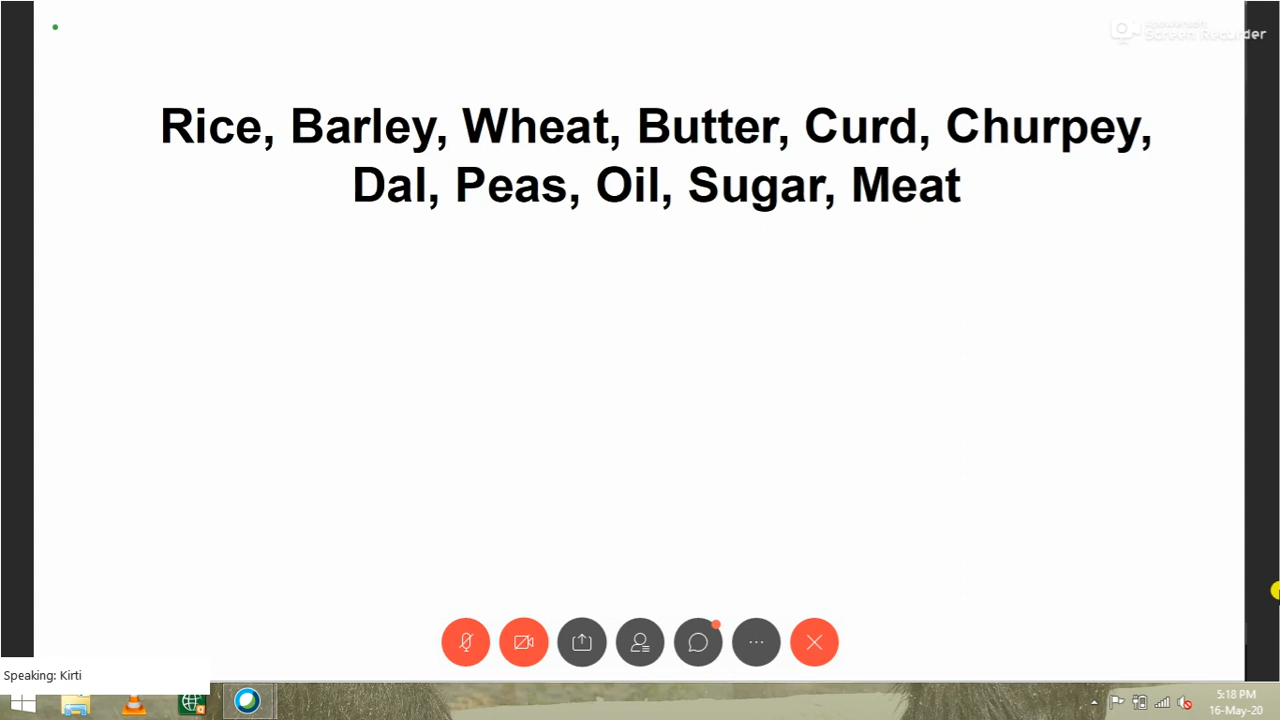 Apowersoft
Screen Recorder
Rice, Barley, Wheat, Butter, Curd, Churpey,
Dal, Peas, Oil, Sugar, Meat
Speaking: Kirti
5:18 PM
16-May-20